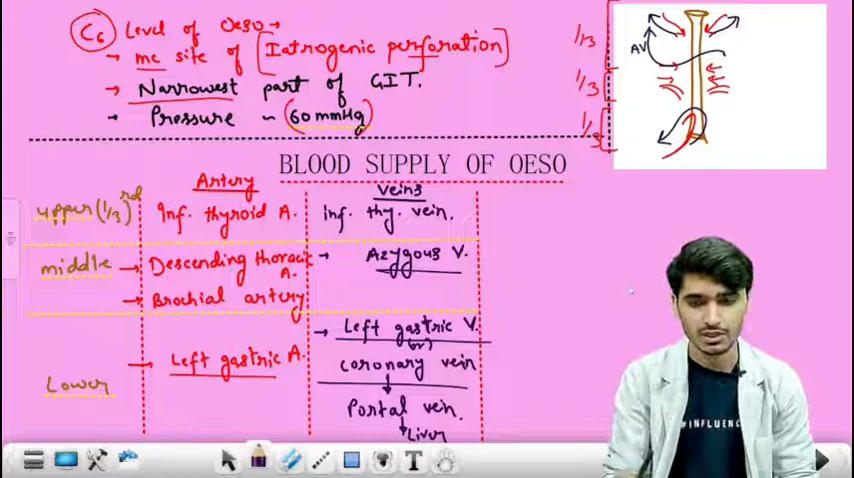 C6 Level of Oeso →
→ mc site of [Iatrogenic perforation]
→ Narrowest part of GIT.
→ Pressure ~ (60 mmHg)
1/3
AV
1/3
1/3
BLOOD SUPPLY OF OESO
Artery
Veins
upper (1/3)rd
Inf. thyroid A.
inf. thy. vein.
middle
→ Descending thoracic A.
→ Azygous V.
→ Brochial artery
Lower
→ Left gastric A.
→ Left gastric V.
(or)
coronary vein
↓
Portal vein.
↓
Liver
#INFLUENC
T